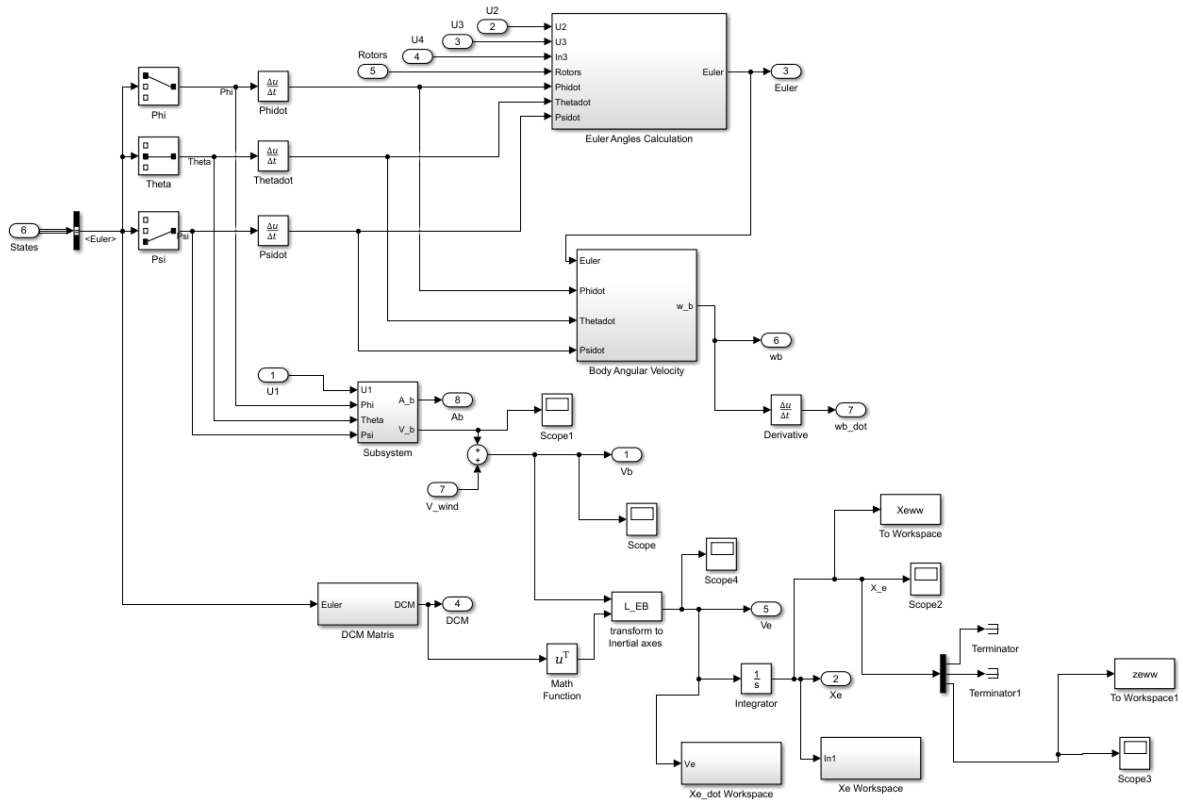 U2
2
U2
U3
3
U3
U4
4
In3
Rotors
5
Rotors
Phidot
Thetadot
Psidot
Euler
3
Euler
Euler Angles Calculation
Phi
Phi
Δu
Δt
Phidot
Theta
Theta
Δu
Δt
Thetadot
6
States
<Euler>
Psi
Psi
Δu
Δt
Psidot
Euler
Phidot
Thetadot
Psidot
w_b
Body Angular Velocity
6
wb
Δu
Δt
Derivative
7
wb_dot
1
U1
U1
Phi
Theta
Psi
A_b
V_b
Subsystem
8
Ab
Scope1
+
+
7
V_wind
1
Vb
Scope
Xeww
To Workspace
Scope4
X_e
Scope2
Euler
DCM
DCM Matris
4
DCM
L_EB
transform to
Inertial axes
5
Ve
uT
Math
Function
1
s
Integrator
2
Xe
Terminator
Terminator1
zeww
To Workspace1
Ve
Xe_dot Workspace
In1
Xe Workspace
Scope3